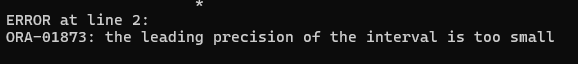 *
ERROR at line 2:
ORA-01873: the leading precision of the interval is too small